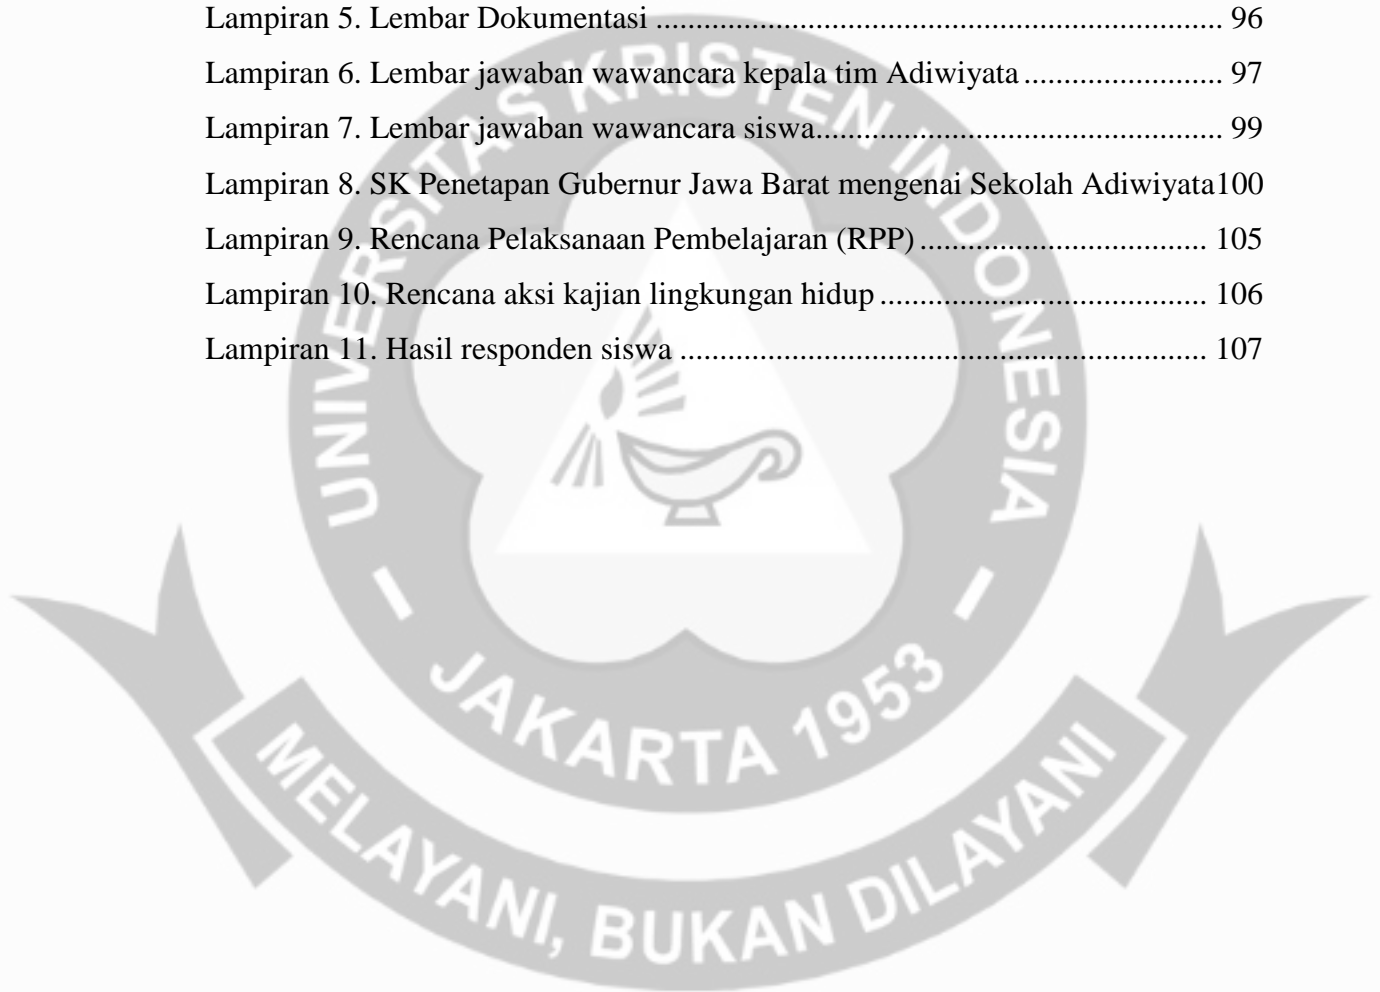 Lampiran 5. Lembar Dokumentasi ....................................................................... 96
Lampiran 6. Lembar jawaban wawancara kepala tim Adiwiyata ......................... 97
Lampiran 7. Lembar jawaban wawancara siswa................................................... 99
Lampiran 8. SK Penetapan Gubernur Jawa Barat mengenai Sekolah Adiwiyata100
Lampiran 9. Rencana Pelaksanaan Pembelajaran (RPP) .................................... 105
Lampiran 10. Rencana aksi kajian lingkungan hidup ......................................... 106
Lampiran 11. Hasil responden siswa .................................................................. 107
UNIVERSITAS KRISTEN INDONESIA
- JAKARTA 1953 -
MELAYANI, BUKAN DILAYANI